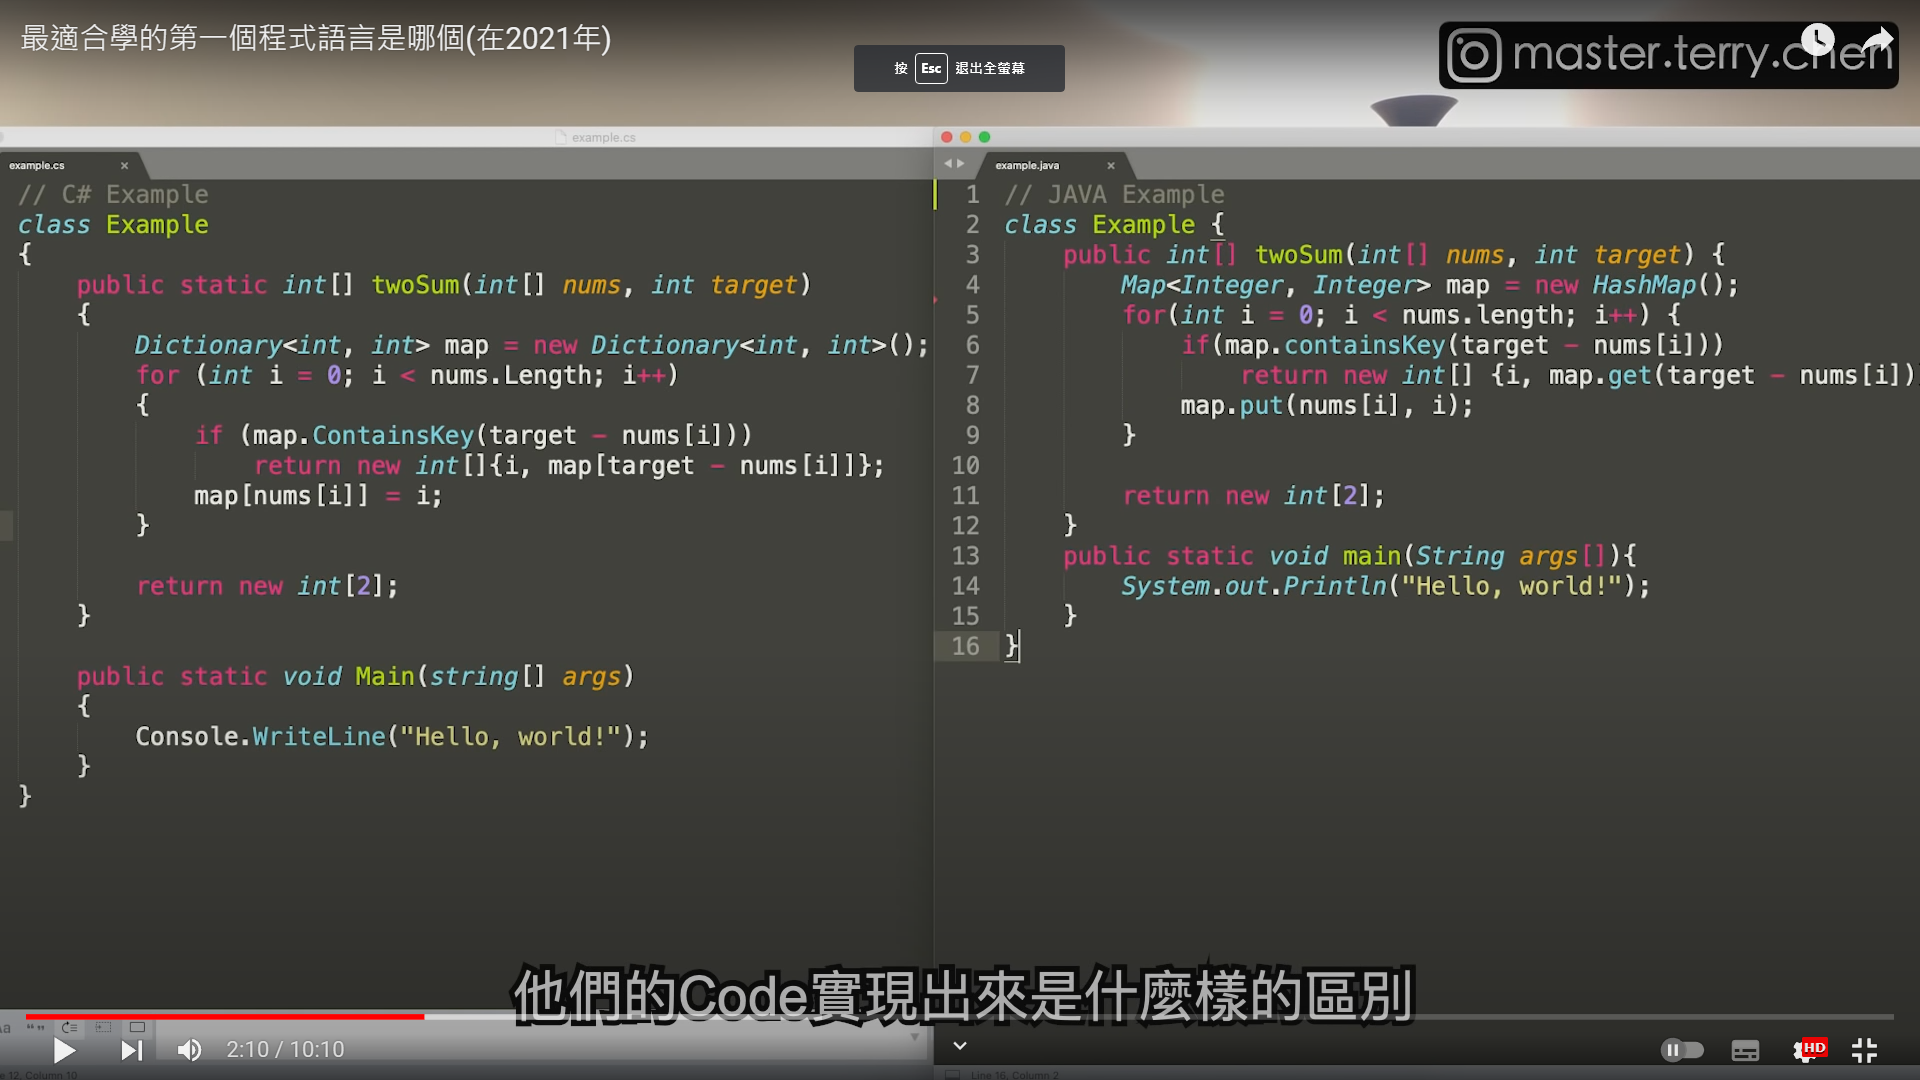 最適合學的第一個程式語言是哪個(在2021年)
按 Esc 退出全螢幕
master.terry.chen
example.cs
example.cs ×
// C# Example
class Example
{
    public static int[] twoSum(int[] nums, int target)
    {
        Dictionary<int, int> map = new Dictionary<int, int>();
        for (int i = 0; i < nums.Length; i++)
        {
            if (map.ContainsKey(target - nums[i]))
                return new int[]{i, map[target - nums[i]]};
            map[nums[i]] = i;
        }

        return new int[2];
    }

    public static void Main(string[] args)
    {
        Console.WriteLine("Hello, world!");
    }
}
example.java ×
1 // JAVA Example
2 class Example {
3     public int[] twoSum(int[] nums, int target) {
4         Map<Integer, Integer> map = new HashMap();
5         for(int i = 0; i < nums.length; i++) {
6             if(map.containsKey(target - nums[i]))
7                 return new int[] {i, map.get(target - nums[i])
8             map.put(nums[i], i);
9         }
10
11         return new int[2];
12     }
13     public static void main(String args[]){
14         System.out.Println("Hello, world!");
15     }
16 }
他們的Code實現出來是什麼樣的區別
2:10 / 10:10
HD
Line 16, Column 2